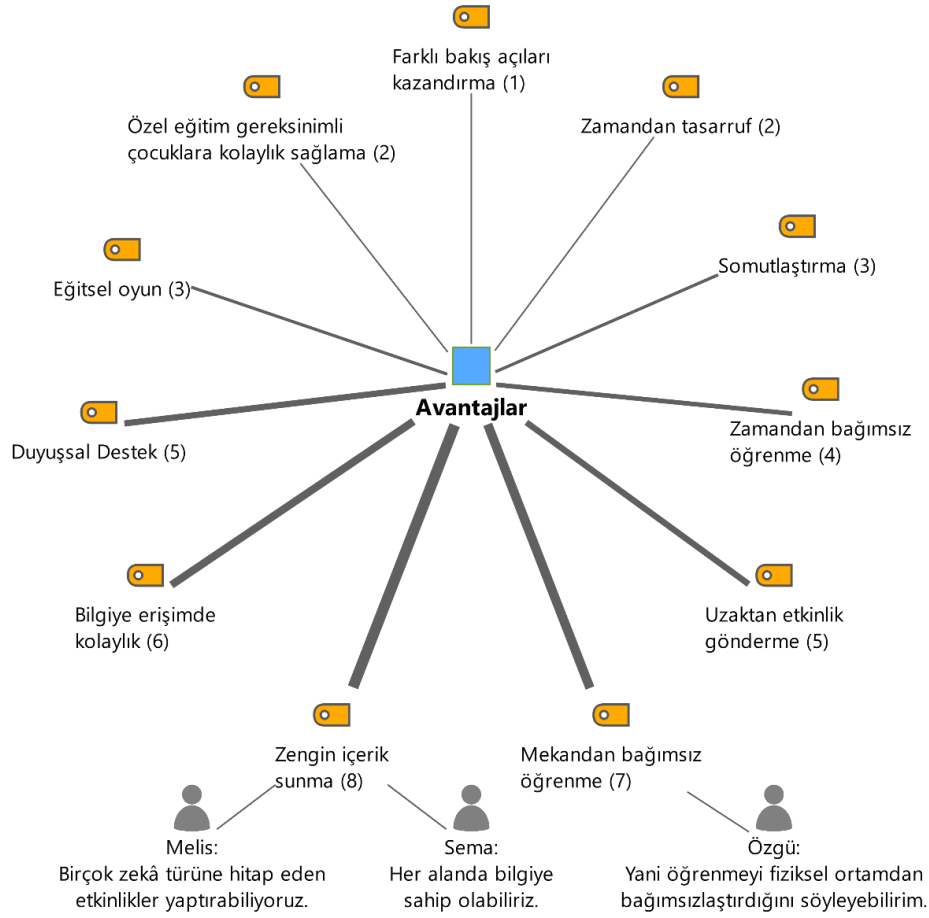 Farklı bakış açıları
kazandırma (1)
Özel eğitim gereksinimli
çocuklara kolaylık sağlama (2)
Zamandan tasarruf (2)
Somutlaştırma (3)
Eğitsel oyun (3)
Avantajlar
Duyuşsal Destek (5)
Zamandan bağımsız
öğrenme (4)
Bilgiye erişimde
kolaylık (6)
Uzaktan etkinlik
gönderme (5)
Zengin içerik
sunma (8)
Mekandan bağımsız
öğrenme (7)
Melis:
Birçok zekâ türüne hitap eden
etkinlikler yaptırabiliyoruz.
Sema:
Her alanda bilgiye
sahip olabiliriz.
Özgü:
Yani öğrenmeyi fiziksel ortamdan
bağımsızlaştırdığını söyleyebilirim.